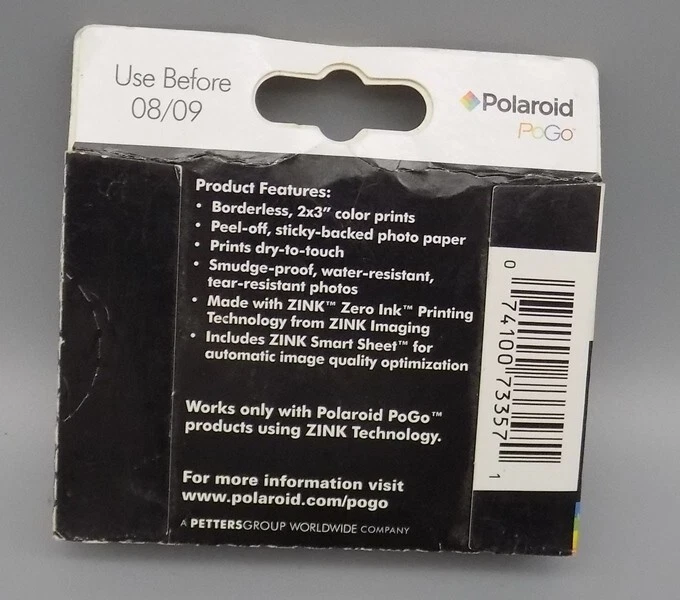 Use Before
08/09
Polaroid
PoGo
Product Features:
• Borderless, 2x3" color prints
• Peel-off, sticky-backed photo paper
• Prints dry-to-touch
• Smudge-proof, water-resistant,
tear-resistant photos
• Made with ZINK™ Zero Ink™ Printing
Technology from ZINK Imaging
• Includes ZINK Smart Sheet™ for
automatic image quality optimization
Works only with Polaroid PoGo™
products using ZINK Technology.
For more information visit
www.polaroid.com/pogo
A PETTERSGROUP WORLDWIDE COMPANY
0 74100 73357 1